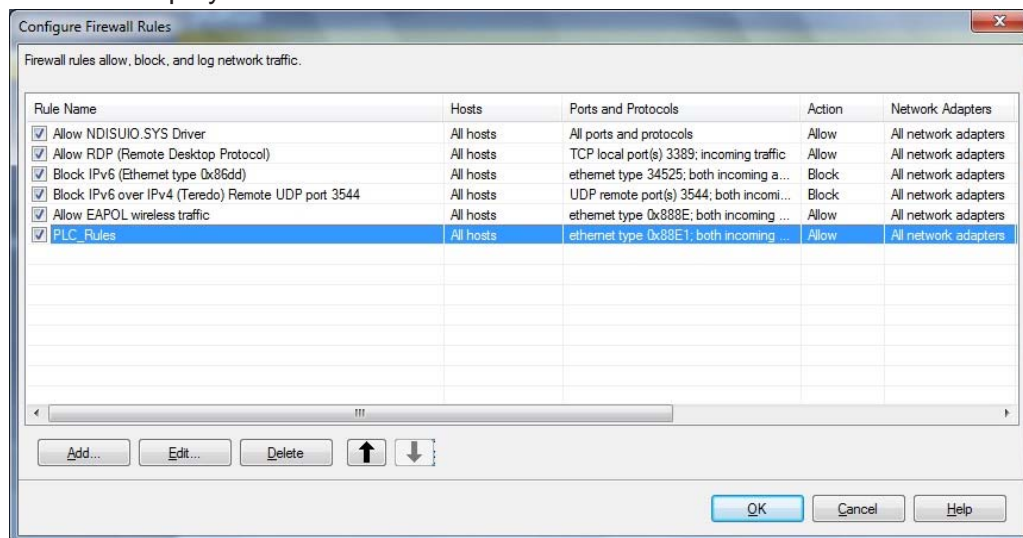 Configure Firewall Rules
Firewall rules allow, block, and log network traffic.
Rule Name Hosts Ports and Protocols Action Network Adapters
Allow NDISUIO.SYS Driver All hosts All ports and protocols Allow All network adapters
Allow RDP (Remote Desktop Protocol) All hosts TCP local port(s) 3389; incoming traffic Allow All network adapters
Block IPv6 (Ethernet type 0x86dd) All hosts ethernet type 34525; both incoming a... Block All network adapters
Block IPv6 over IPv4 (Teredo) Remote UDP port 3544 All hosts UDP remote port(s) 3544; both incomi... Block All network adapters
Allow EAPOL wireless traffic All hosts ethernet type 0x888E; both incoming ... Allow All network adapters
PLC_Rules All hosts ethernet type 0x88E1; both incoming ... Allow All network adapters
Add... Edit... Delete
OK Cancel Help